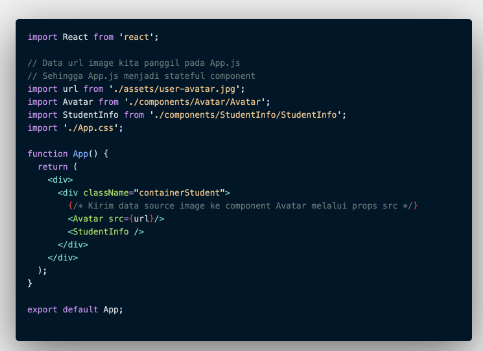 import React from 'react';
// Data url image kita panggil pada App.js
// Sehingga App.js menjadi stateful component
import url from './assets/user-avatar.jpg';
import Avatar from './components/Avatar/Avatar';
import StudentInfo from './components/StudentInfo/StudentInfo';
import './App.css';
function App() {
return (
<div>
<div className="containerStudent">
{/* Kirim data source image ke component Avatar melalui props src */}
<Avatar src={url}/>
<StudentInfo />
</div>
</div>
);
}
export default App;